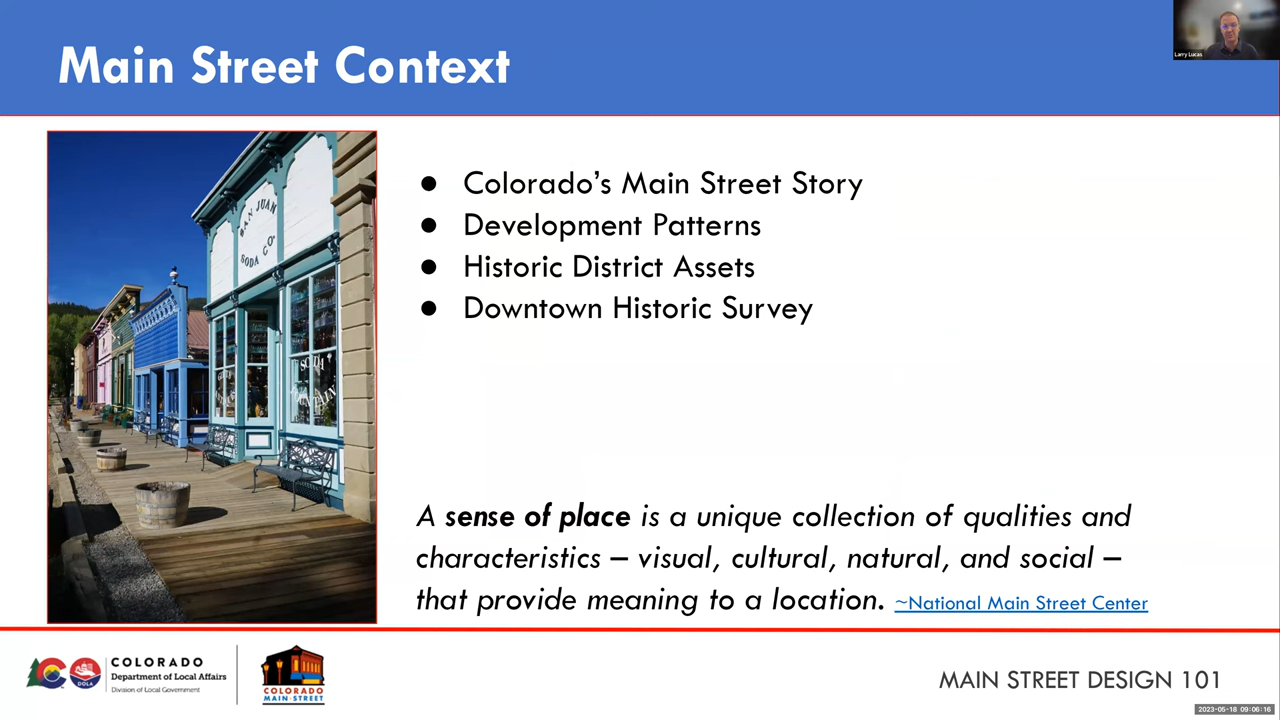 Main Street Context
Larry Lucas
SAN JUAN
SODA CO.
SODA
● Colorado’s Main Street Story
● Development Patterns
● Historic District Assets
● Downtown Historic Survey
A sense of place is a unique collection of qualities and
characteristics – visual, cultural, natural, and social –
that provide meaning to a location. ~National Main Street Center
COLORADO
Department of Local Affairs
Division of Local Government
CO
DOLA
COLORADO
MAIN STREET
MAIN STREET DESIGN 101
2023-05-18 09:06:16